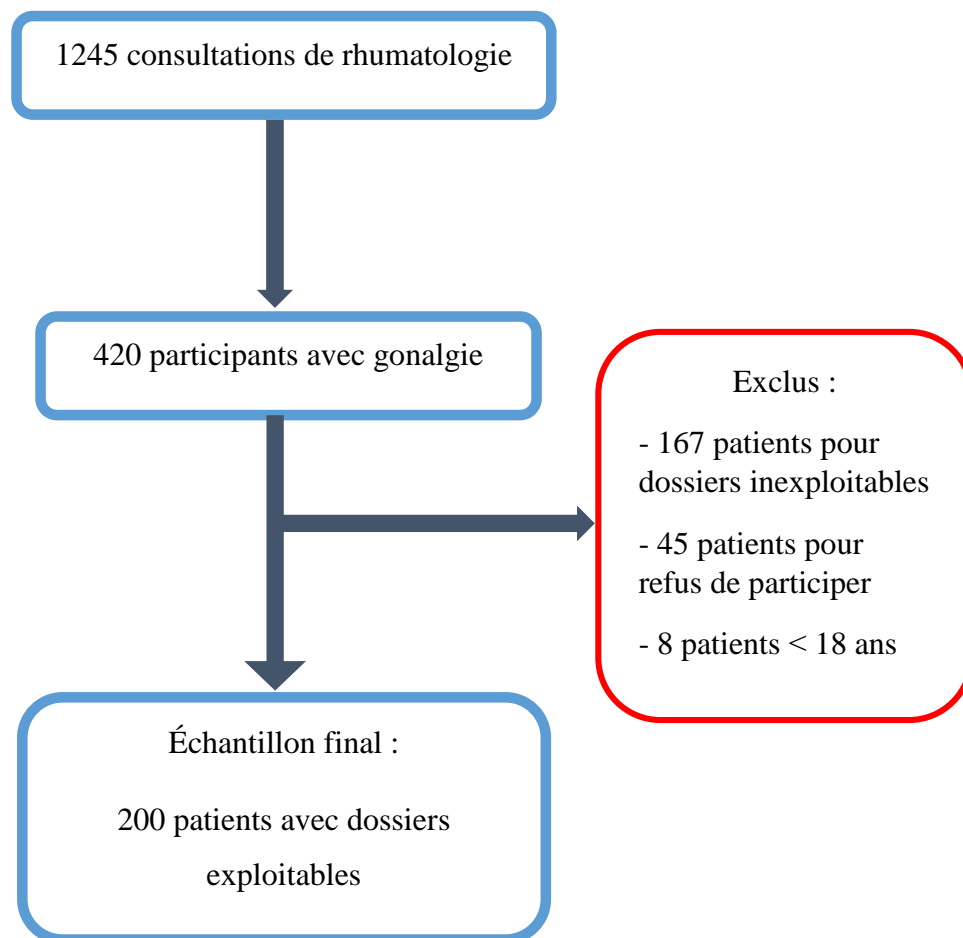 1245 consultations de rhumatologie
420 participants avec gonalgie
Exclus :
- 167 patients pour
dossiers inexploitables
- 45 patients pour
refus de participer
- 8 patients < 18 ans
Échantillon final :
200 patients avec dossiers
exploitables